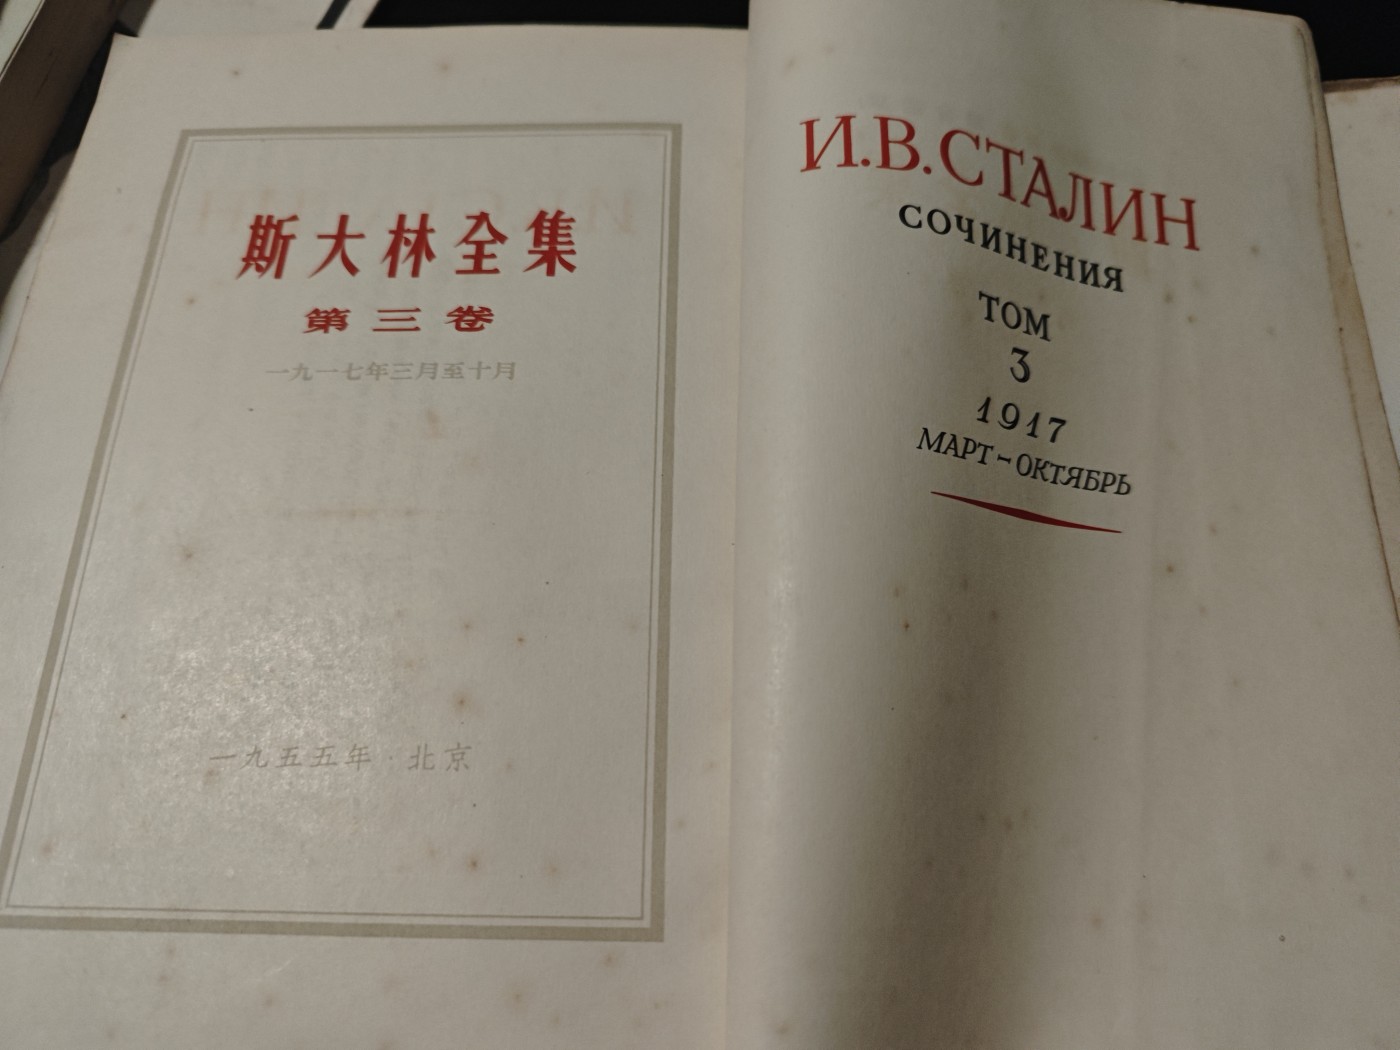 斯大林全集
第三卷
一九一七年三月至十月
一九五五年·北京
И.В.СТАЛИН
СОЧИНЕНИЯ
ТОМ
3
1917
МАРТ-ОКТЯБРЬ